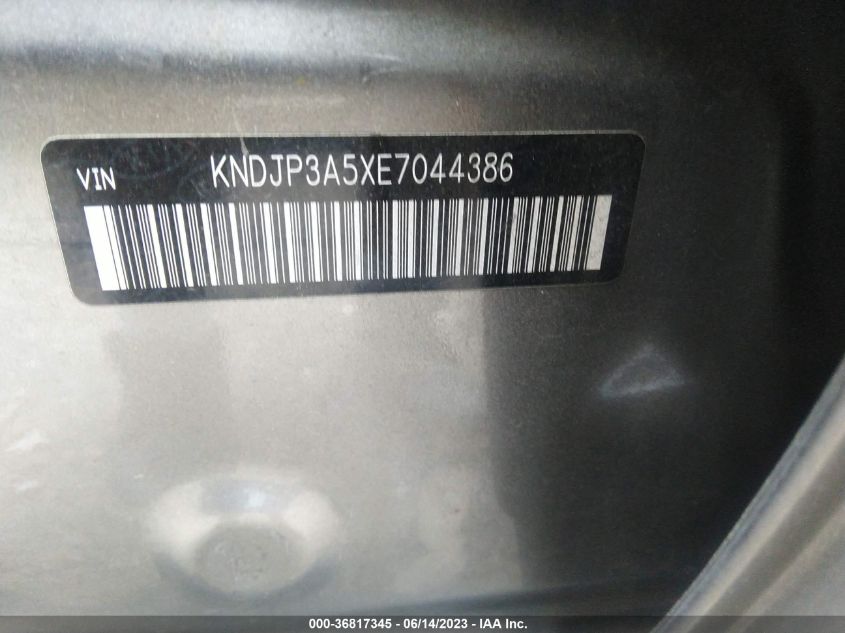 VIN KNDJP3A5XE7044386
000-36817345 - 06/14/2023 - IAA Inc.